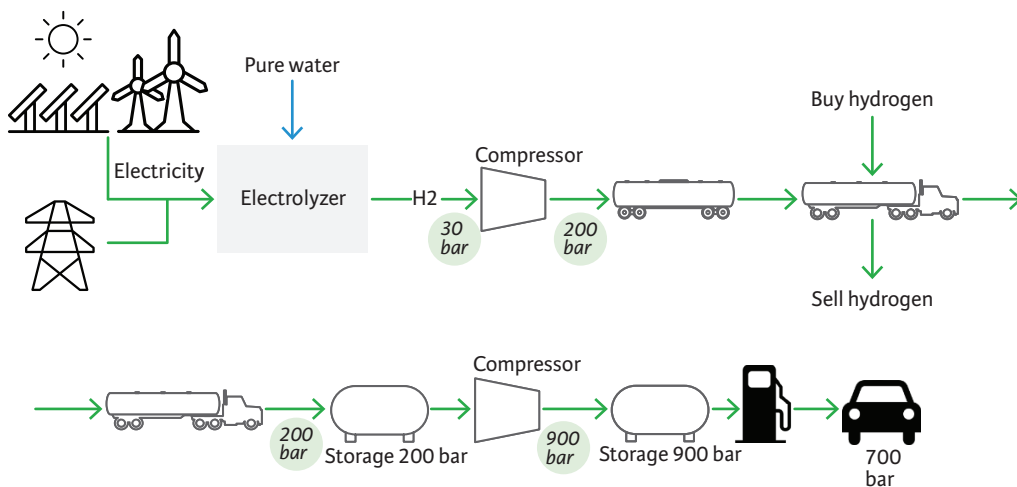 Pure water
Buy hydrogen
Electricity
Compressor
Electrolyzer
H2
30
bar
200
bar
Sell hydrogen
Compressor
200
bar
Storage 200 bar
900
bar
Storage 900 bar
700
bar